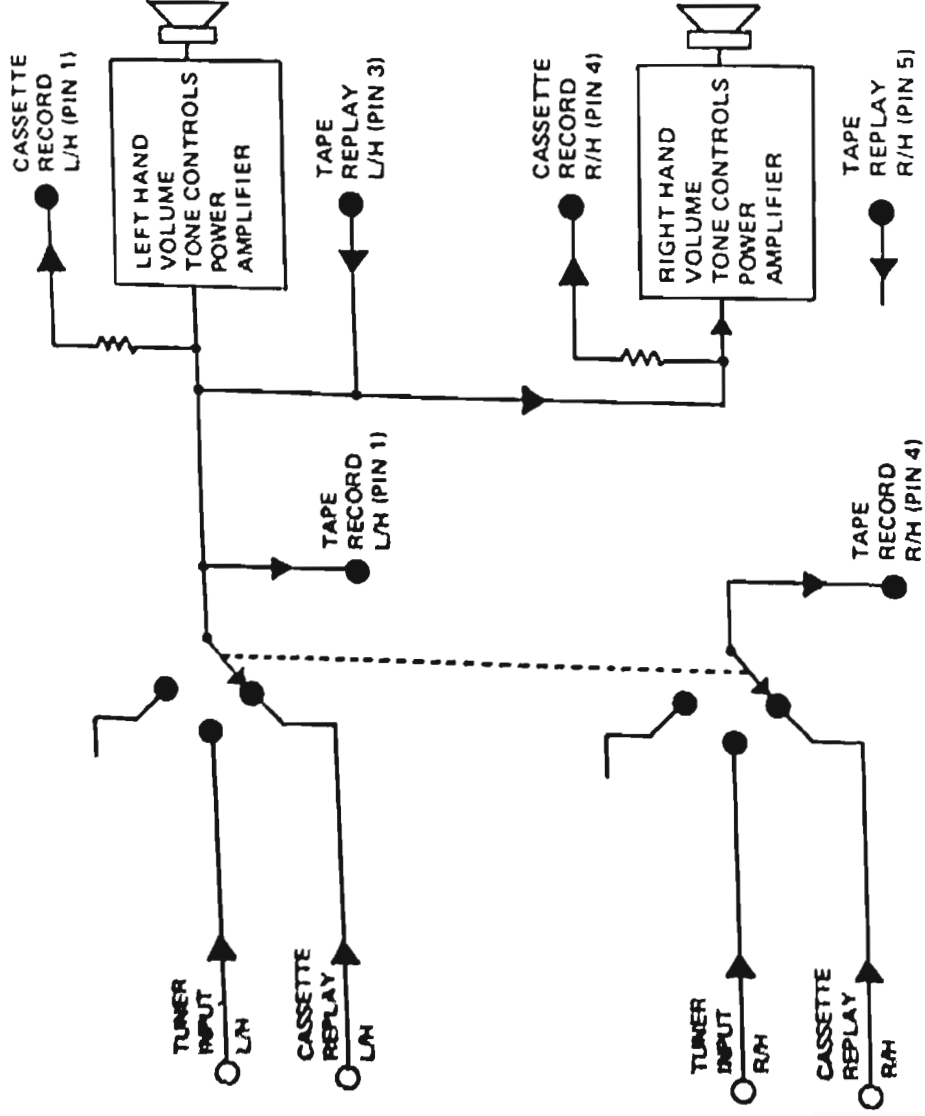 CASSETTE
RECORD
L/H (PIN 1)
LEFT HAND
VOLUME
TONE CONTROLS
POWER
AMPLIFIER
TAPE
REPLAY
L/H (PIN 3)
CASSETTE
RECORD
R/H (PIN 4)
RIGHT HAND
VOLUME
TONE CONTROLS
POWER
AMPLIFIER
TAPE
REPLAY
R/H (PIN 5)
TAPE
RECORD
L/H (PIN 1)
TAPE
RECORD
R/H (PIN 4)
TUNER
INPUT
L/H
CASSETTE
REPLAY
L/H
TUNER
INPUT
R/H
CASSETTE
REPLAY
R/H